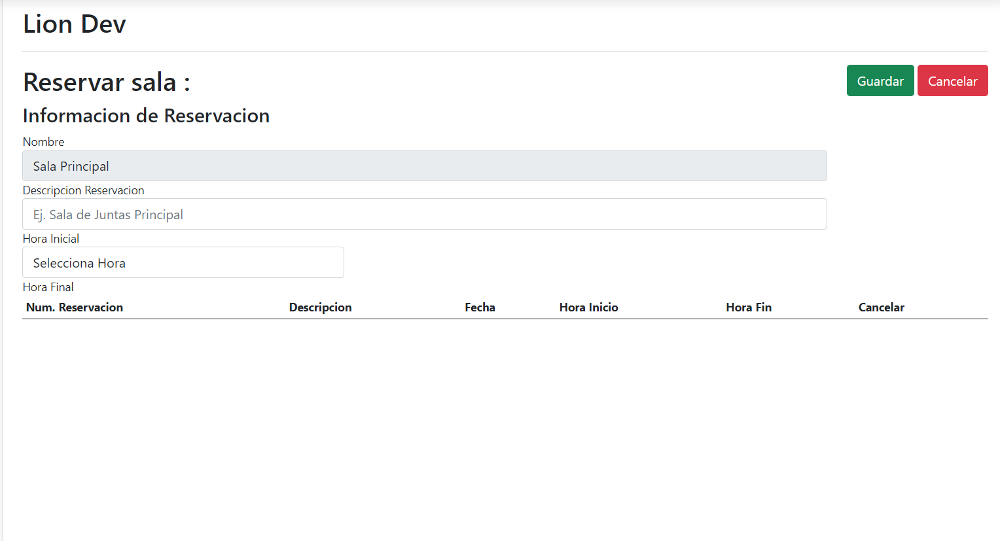 Lion Dev
Reservar sala :
Guardar
Cancelar
Informacion de Reservacion
Nombre
Sala Principal
Descripcion Reservacion
Ej. Sala de Juntas Principal
Hora Inicial
Selecciona Hora
Hora Final
Num. Reservacion Descripcion Fecha Hora Inicio Hora Fin Cancelar